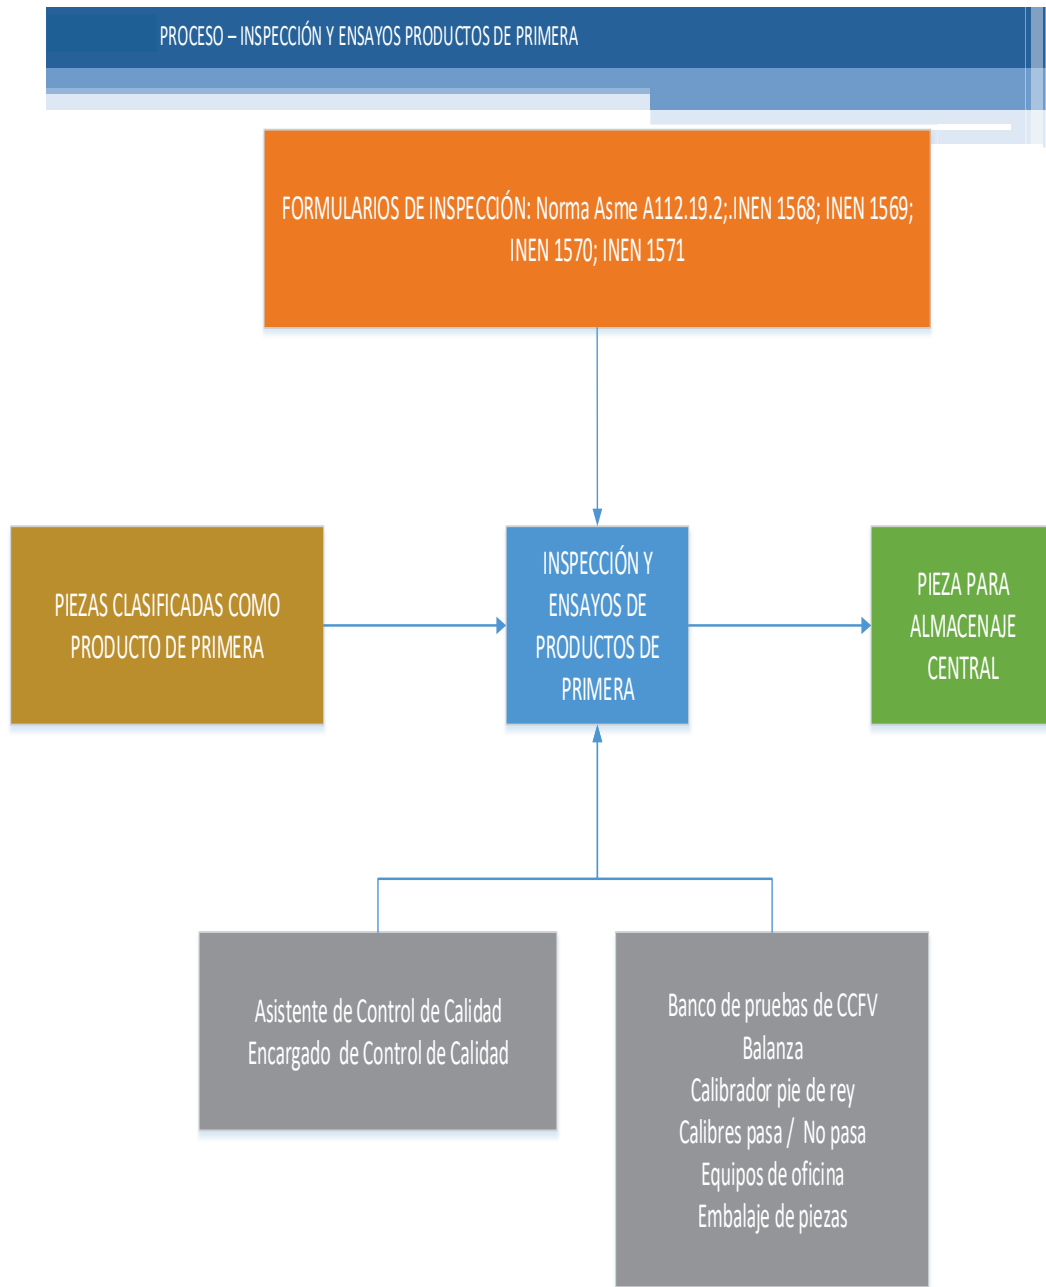 PROCESO – INSPECCIÓN Y ENSAYOS PRODUCTOS DE PRIMERA
FORMULARIOS DE INSPECCIÓN: Norma Asme A112.19.2;.INEN 1568; INEN 1569;
INEN 1570; INEN 1571
PIEZAS CLASIFICADAS COMO
PRODUCTO DE PRIMERA
INSPECCIÓN Y
ENSAYOS DE
PRODUCTOS DE
PRIMERA
PIEZA PARA
ALMACENAJE
CENTRAL
Asistente de Control de Calidad
Encargado de Control de Calidad
Banco de pruebas de CCFV
Balanza
Calibrador pie de rey
Calibres pasa / No pasa
Equipos de oficina
Embalaje de piezas